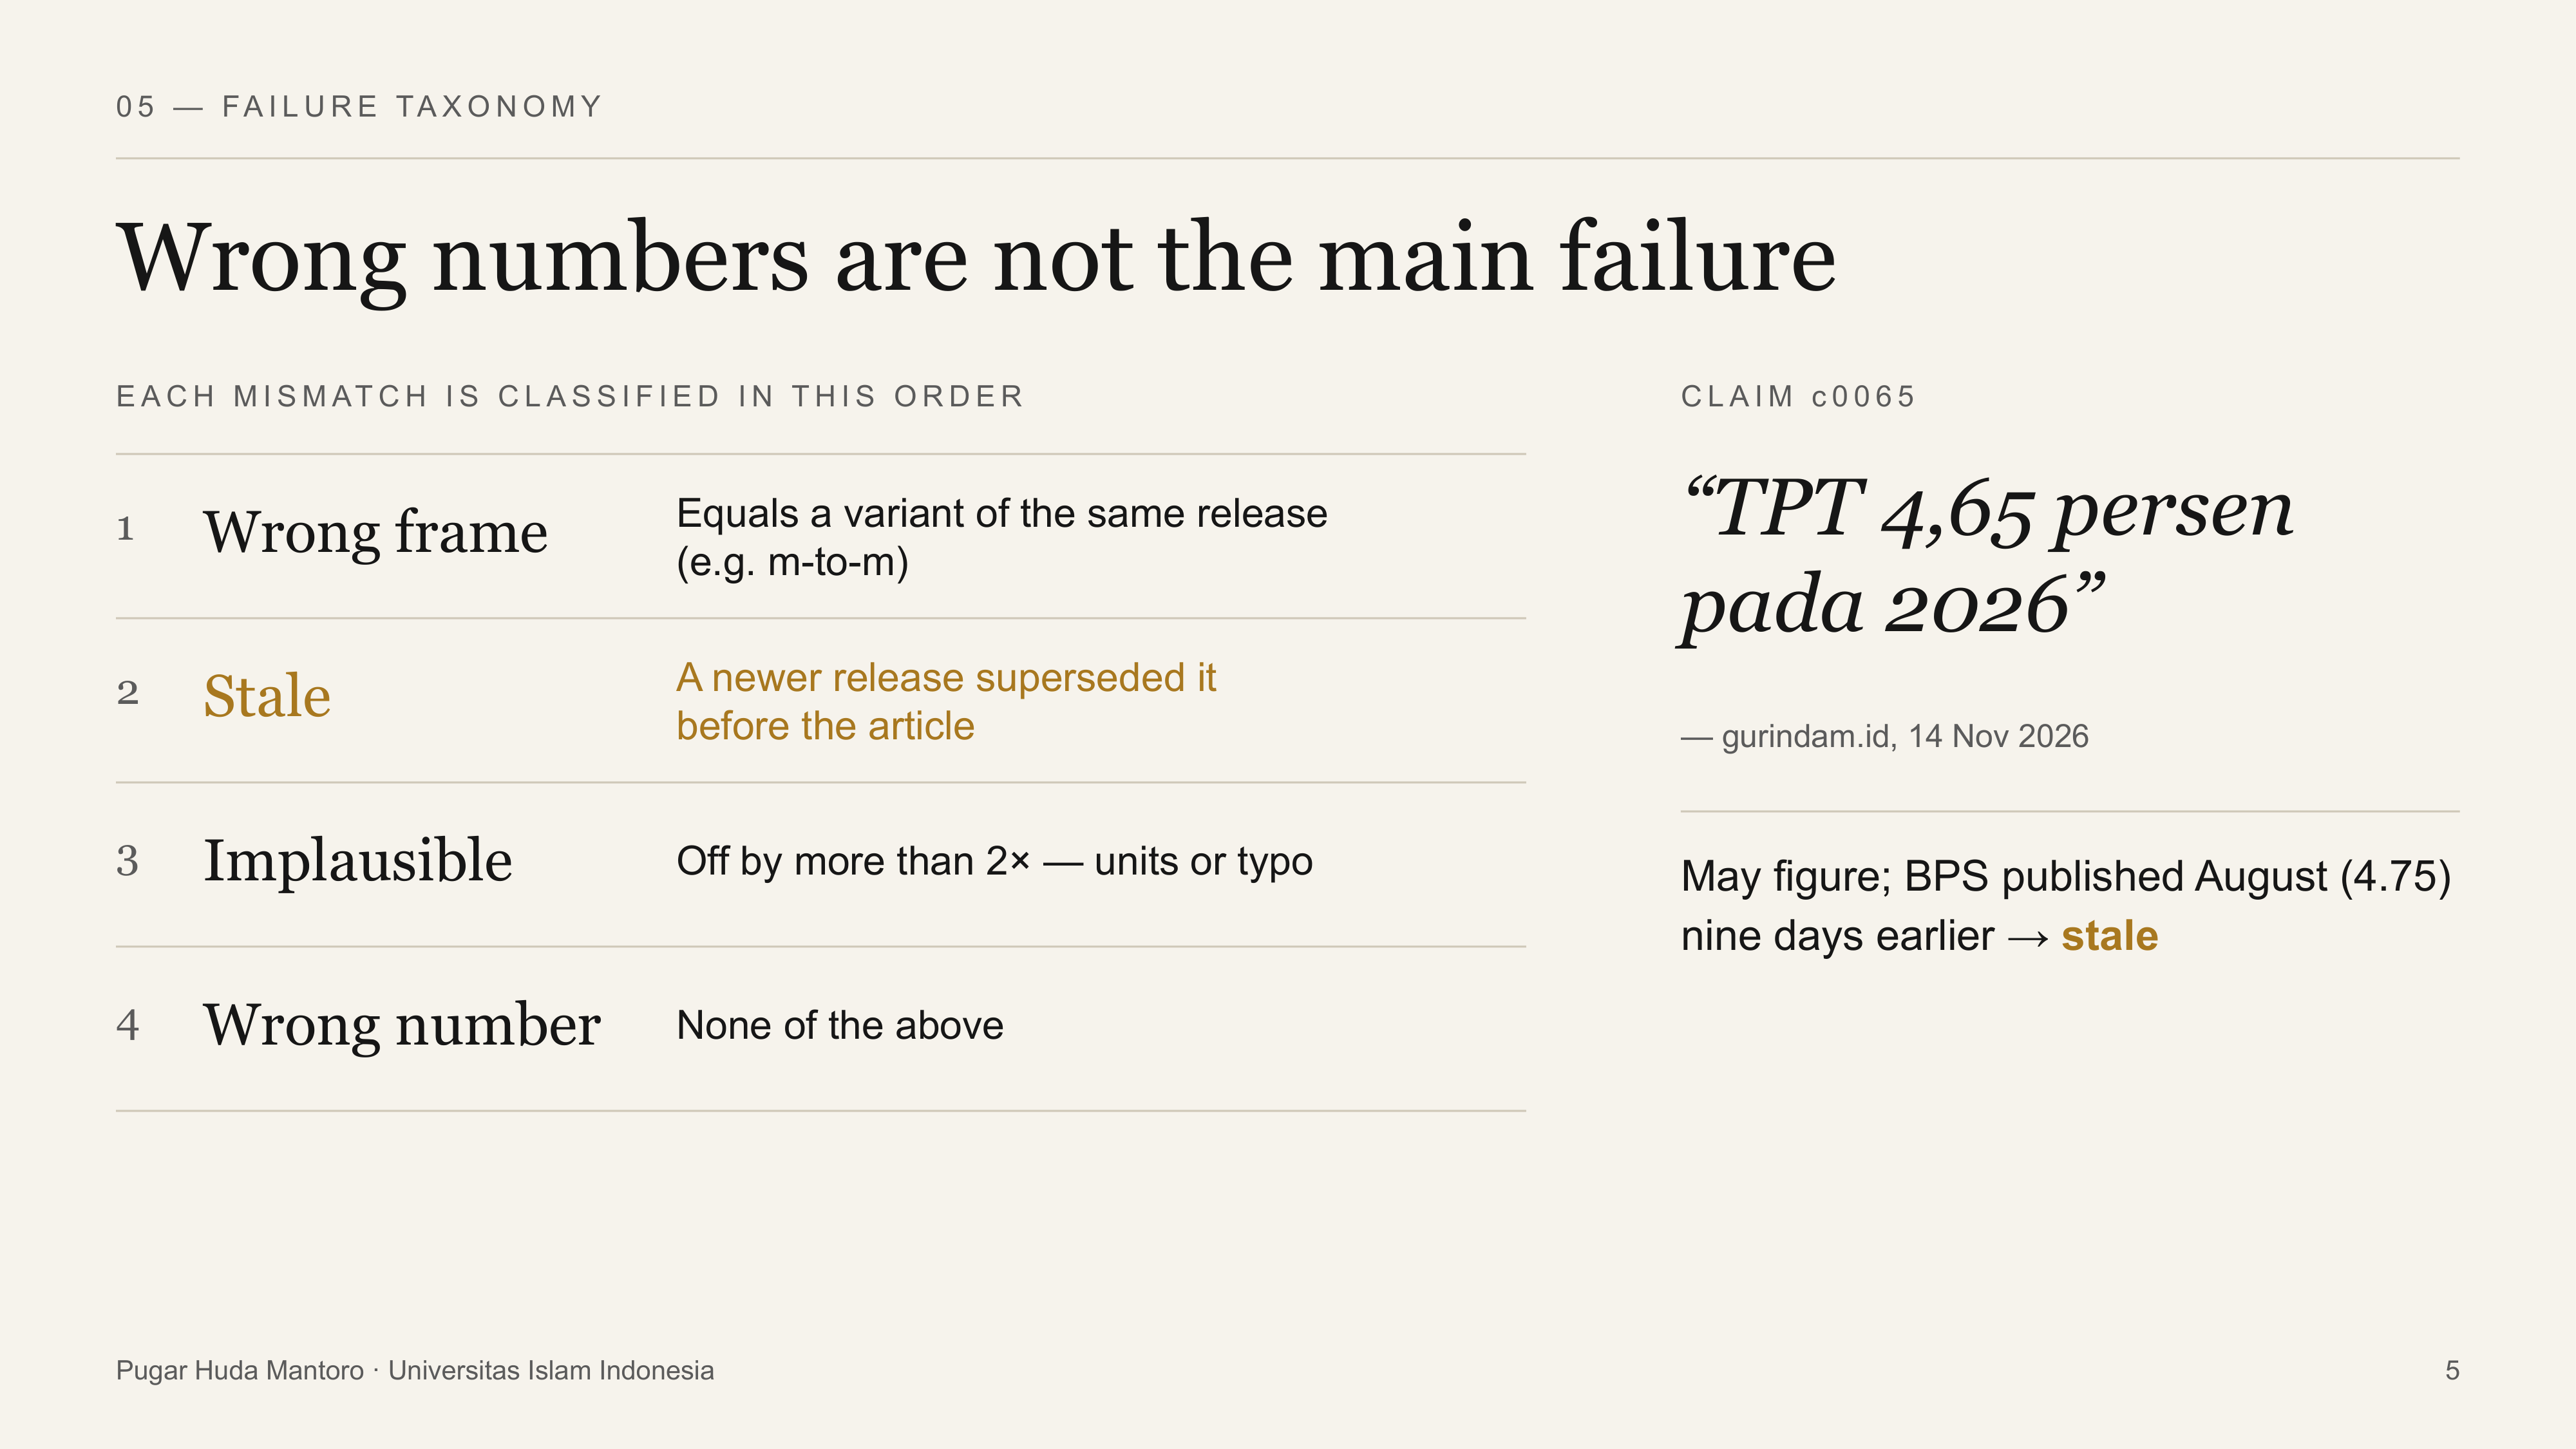 05 — FAILURE TAXONOMY
Wrong numbers are not the main failure
EACH MISMATCH IS CLASSIFIED IN THIS ORDER
1 Wrong frame
Equals a variant of the same release
(e.g. m-to-m)
2 Stale
A newer release superseded it
before the article
3 Implausible
Off by more than 2× — units or typo
4 Wrong number
None of the above
CLAIM c0065
“TPT 4,65 persen
pada 2026”
— gurindam.id, 14 Nov 2026
May figure; BPS published August (4.75)
nine days earlier → stale
Pugar Huda Mantoro · Universitas Islam Indonesia
5